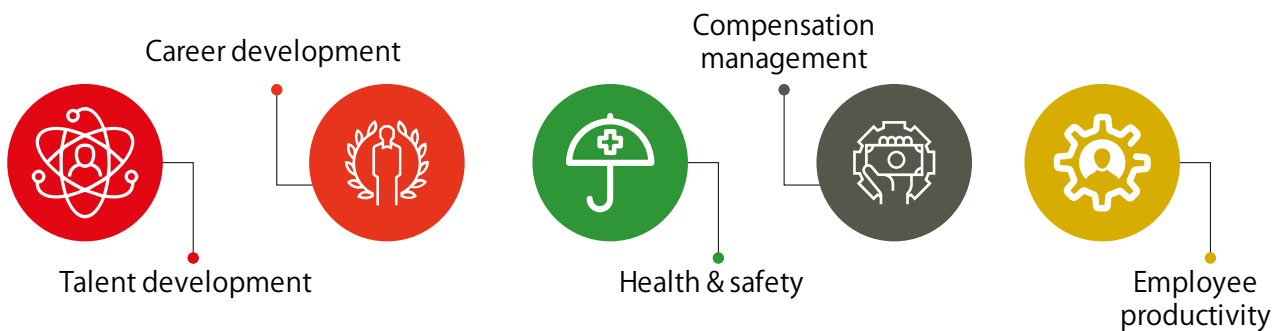 Career development
Compensation
management
Talent development
Health & safety
Employee
productivity